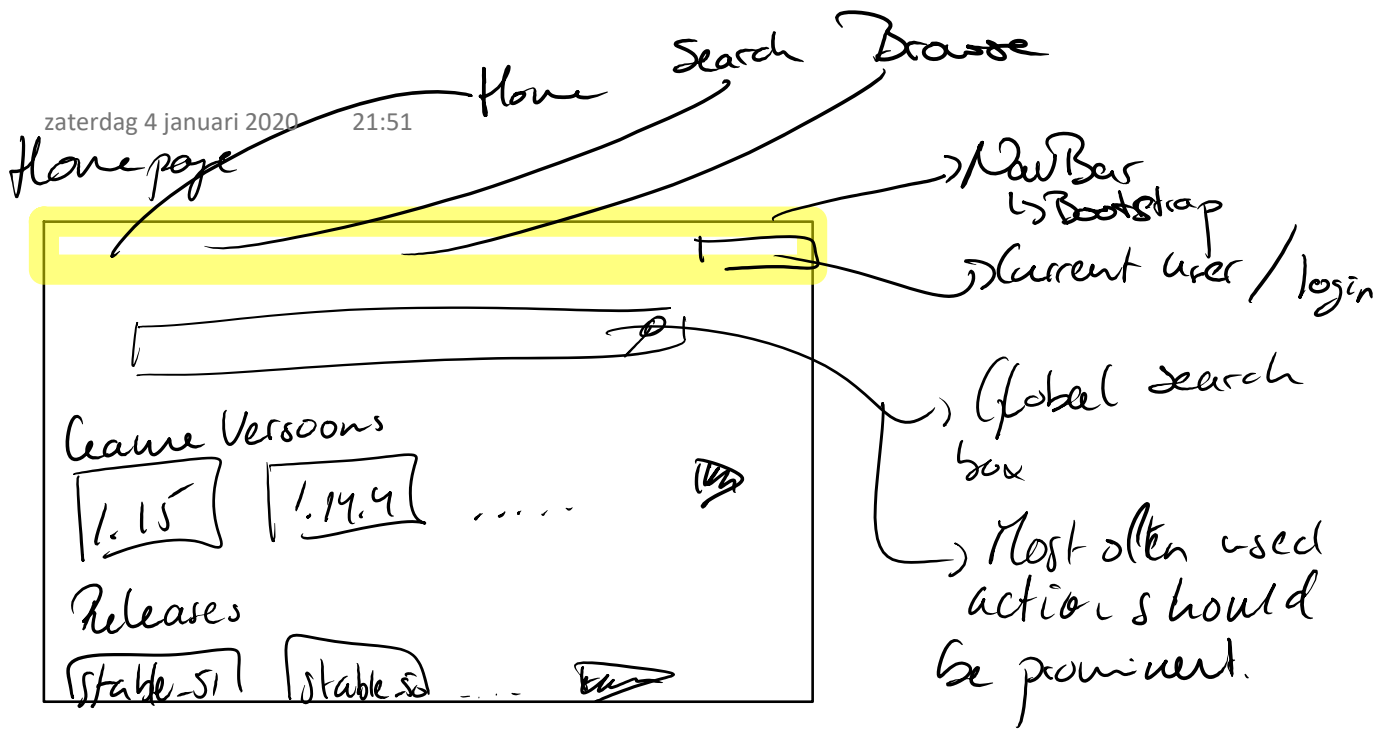 Search Browse
Home
zaterdag 4 januari 2020 21:51
Homepage
NavBar
Bootstrap
Current user / login
Global search
box
Game Versoons
1.15 1.14.4 .....
Most often used
action should
be prominent.
Releases
stable_51 stable_50 ....